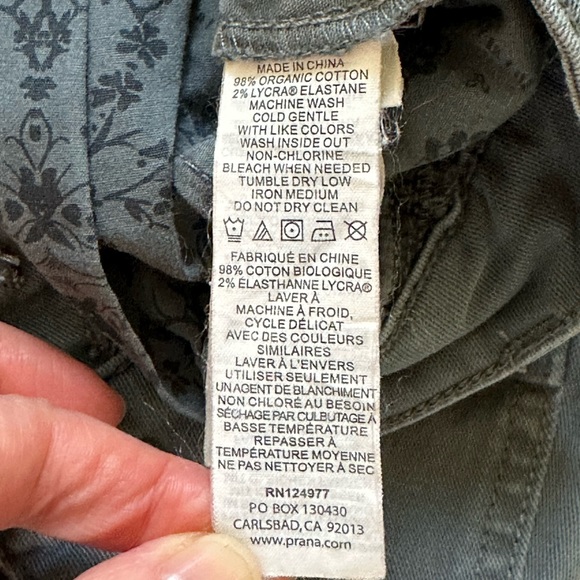 MADE IN CHINA
98% ORGANIC COTTON
2% LYCRA® ELASTANE
MACHINE WASH
COLD GENTLE
WITH LIKE COLORS
WASH INSIDE OUT
NON-CHLORINE
BLEACH WHEN NEEDED
TUMBLE DRY LOW
IRON MEDIUM
DO NOT DRY CLEAN
FABRIQUÉ EN CHINE
98% COTON BIOLOGIQUE
2% ÉLASTHANNE LYCRA®
LAVER À
MACHINE À FROID,
CYCLE DÉLICAT
AVEC DES COULEURS
SIMILAIRES
LAVER À L'ENVERS
UTILISER SEULEMENT
UN AGENT DE BLANCHIMENT
NON CHLORÉ AU BESOIN
SÉCHAGE PAR CULBUTAGE À
BASSE TEMPÉRATURE
REPASSER À
TEMPÉRATURE MOYENNE
NE PAS NETTOYER À SEC
RN124977
PO BOX 130430
CARLSBAD, CA 92013
www.prana.com